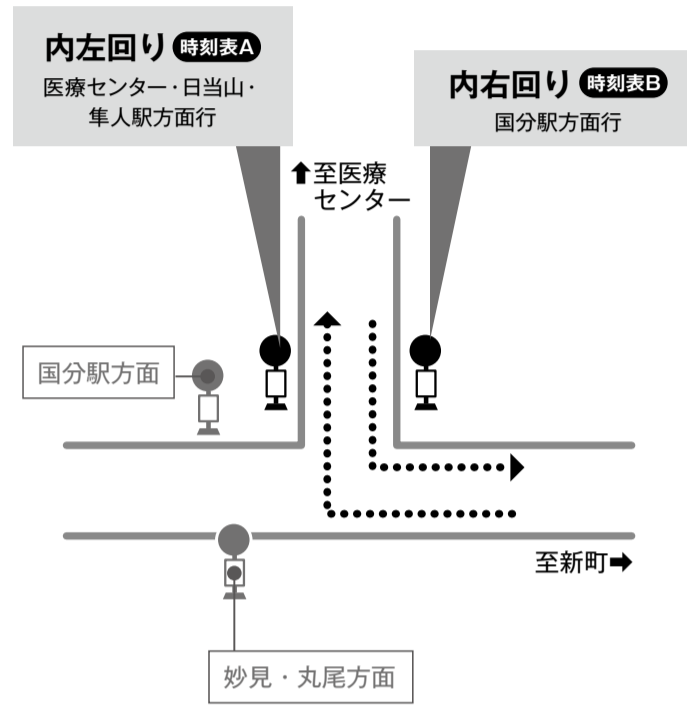 内左回り 時刻表A
医療センター・日当山・
隼人駅方面行
内右回り 時刻表B
国分駅方面行
⬆至医療
センター
国分駅方面
至新町➡
妙見・丸尾方面